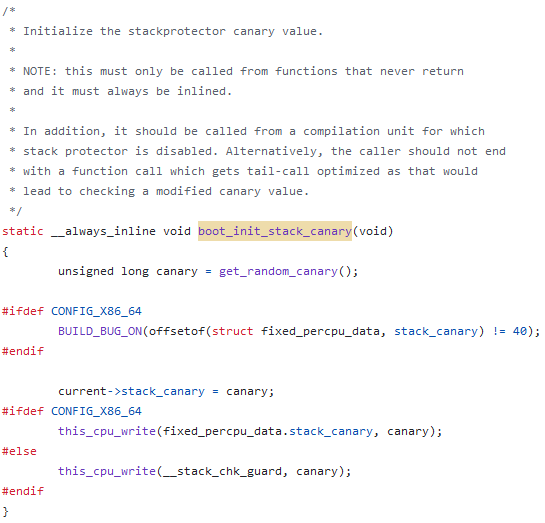 /*
 * Initialize the stackprotector canary value.
 *
 * NOTE: this must only be called from functions that never return
 * and it must always be inlined.
 *
 * In addition, it should be called from a compilation unit for which
 * stack protector is disabled. Alternatively, the caller should not end
 * with a function call which gets tail-call optimized as that would
 * lead to checking a modified canary value.
 */
static __always_inline void boot_init_stack_canary(void)
{
        unsigned long canary = get_random_canary();

#ifdef CONFIG_X86_64
        BUILD_BUG_ON(offsetof(struct fixed_percpu_data, stack_canary) != 40);
#endif

        current->stack_canary = canary;
#ifdef CONFIG_X86_64
        this_cpu_write(fixed_percpu_data.stack_canary, canary);
#else
        this_cpu_write(__stack_chk_guard, canary);
#endif
}